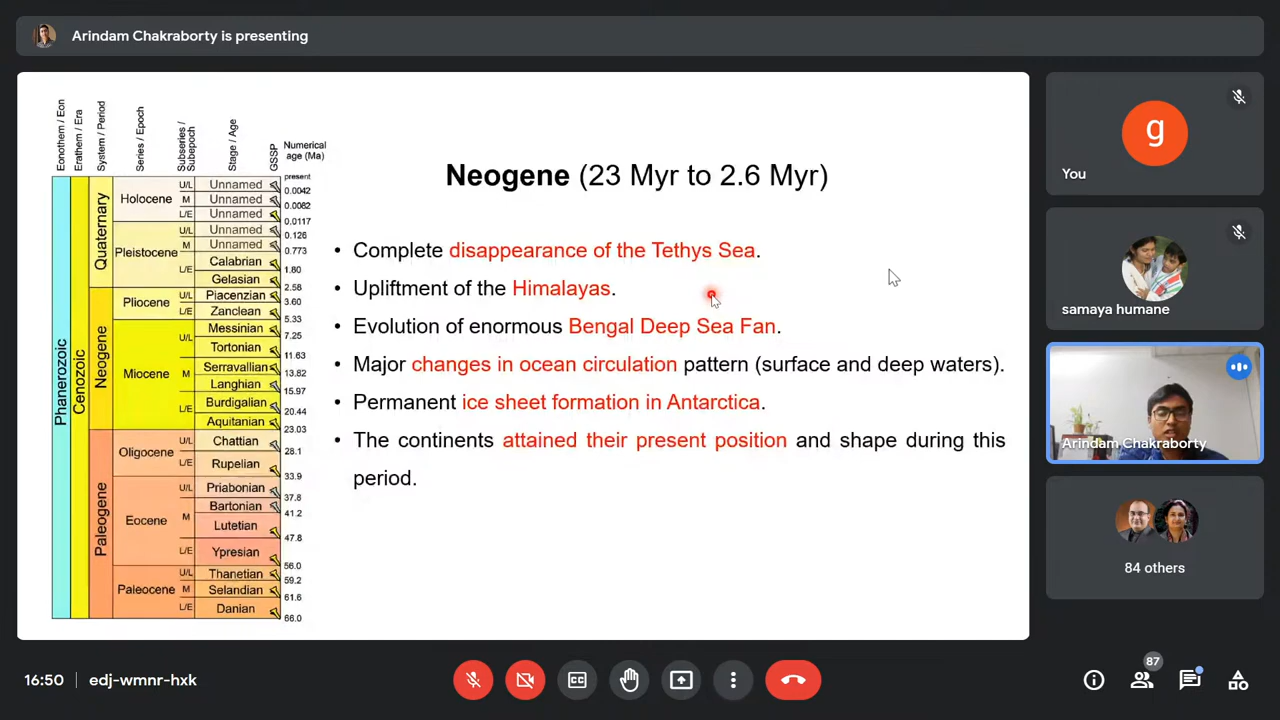 Arindam Chakraborty is presenting
Eonothem / Eon
Erathem / Era
System / Period
Series / Epoch
Subseries / Subepoch
Stage / Age
GSSP
Numerical
age (Ma)
present
Phanerozoic
Cenozoic
Quaternary
Neogene
Paleogene
Holocene
U/L Unnamed 0.0042
M Unnamed 0.0082
L/E Unnamed 0.0117
Pleistocene
U/L Unnamed 0.126
M Unnamed 0.773
L/E Calabrian 1.80
Gelasian 2.58
Pliocene
Piacenzian 3.60
Zanclean 5.33
Miocene
U/L Messinian 7.25
Tortonian 11.63
M Serravallian 13.82
Langhian 15.97
L/E Burdigalian 20.44
Aquitanian 23.03
Oligocene
U/L Chattian 28.1
L/E Rupelian 33.9
Eocene
U/L Priabonian 37.8
M Bartonian 41.2
Lutetian 47.8
L/E Ypresian 56.0
Paleocene
U/L Thanetian 59.2
M Selandian 61.6
L/E Danian 66.0
Neogene (23 Myr to 2.6 Myr)
• Complete disappearance of the Tethys Sea.
• Upliftment of the Himalayas.
• Evolution of enormous Bengal Deep Sea Fan.
• Major changes in ocean circulation pattern (surface and deep waters).
• Permanent ice sheet formation in Antarctica.
• The continents attained their present position and shape during this
period.
g
You
samaya humane
Arindam Chakraborty
84 others
16:50 edj-wmnr-hxk
CC
87